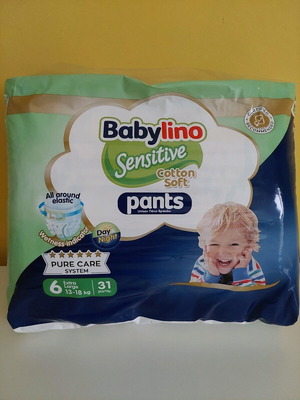 Babylino
Sensitive
Cotton
Soft
pants
All around
elastic
Wetness Indicator
Day
Night
PURE CARE
SYSTEM
6 Extra Large 13-18 kg 31